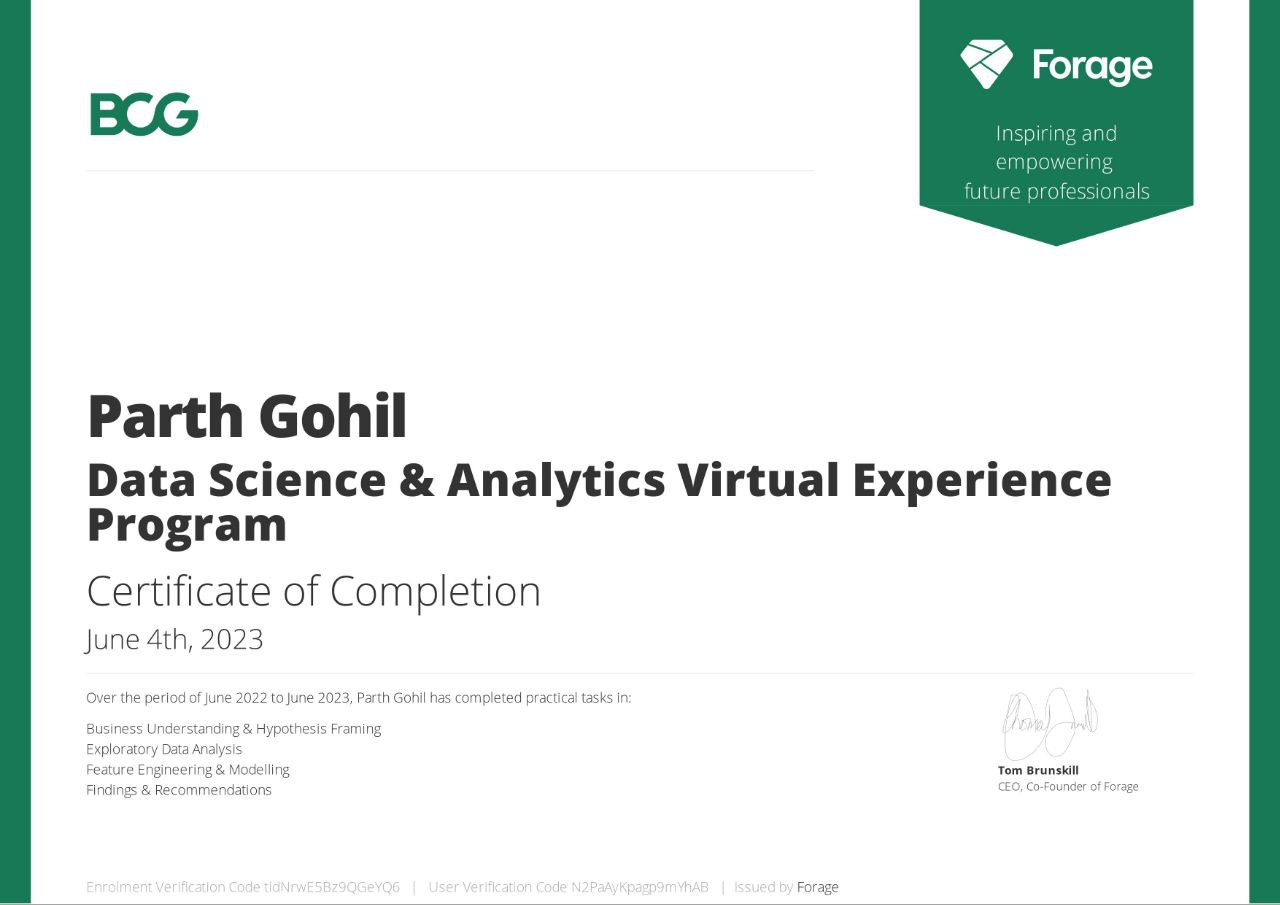 BCG
Forage
Inspiring and
empowering
future professionals
Parth Gohil
Data Science & Analytics Virtual Experience
Program
Certificate of Completion
June 4th, 2023
Over the period of June 2022 to June 2023, Parth Gohil has completed practical tasks in:
Business Understanding & Hypothesis Framing
Exploratory Data Analysis
Feature Engineering & Modelling
Findings & Recommendations
Tom Brunskill
CEO, Co-Founder of Forage
Enrolment Verification Code tidNrwE5Bz9QGeYQ6 | User Verification Code N2PaAyKpagp9mYhAB | Issued by Forage